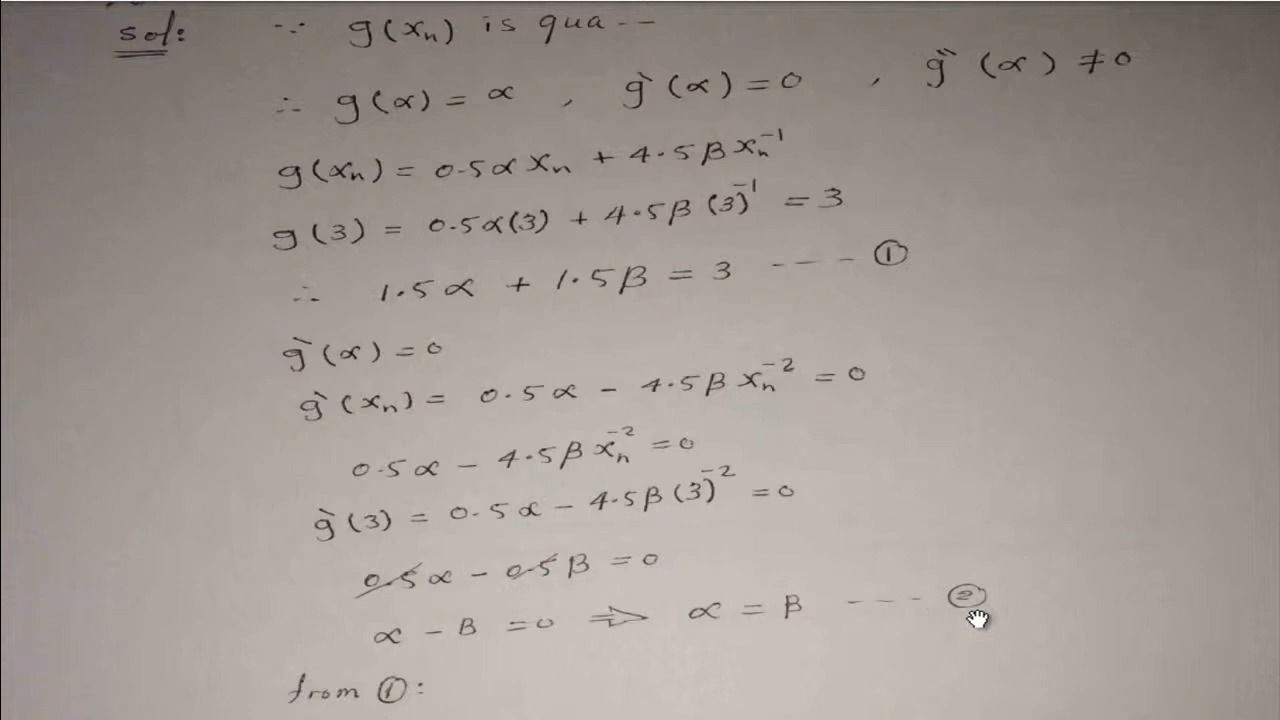 sol: ∵ g(xₙ) is qua --
∴ g(α) = α , g̀(α) = 0 , g̏(α) ≠ 0
g(xₙ) = 0.5α xₙ + 4.5β xₙ⁻¹
g(3) = 0.5α(3) + 4.5β(3)⁻¹ = 3
∴ 1.5α + 1.5β = 3 ---- ①
g̀(α) = 0
g̀(xₙ) = 0.5α - 4.5β xₙ⁻² = 0
0.5α - 4.5β xₙ⁻² = 0
g̀(3) = 0.5α - 4.5β(3)⁻² = 0
0.5α - 0.5β = 0
α - B = 0 ⇒ α = β ---- ②
from ①: